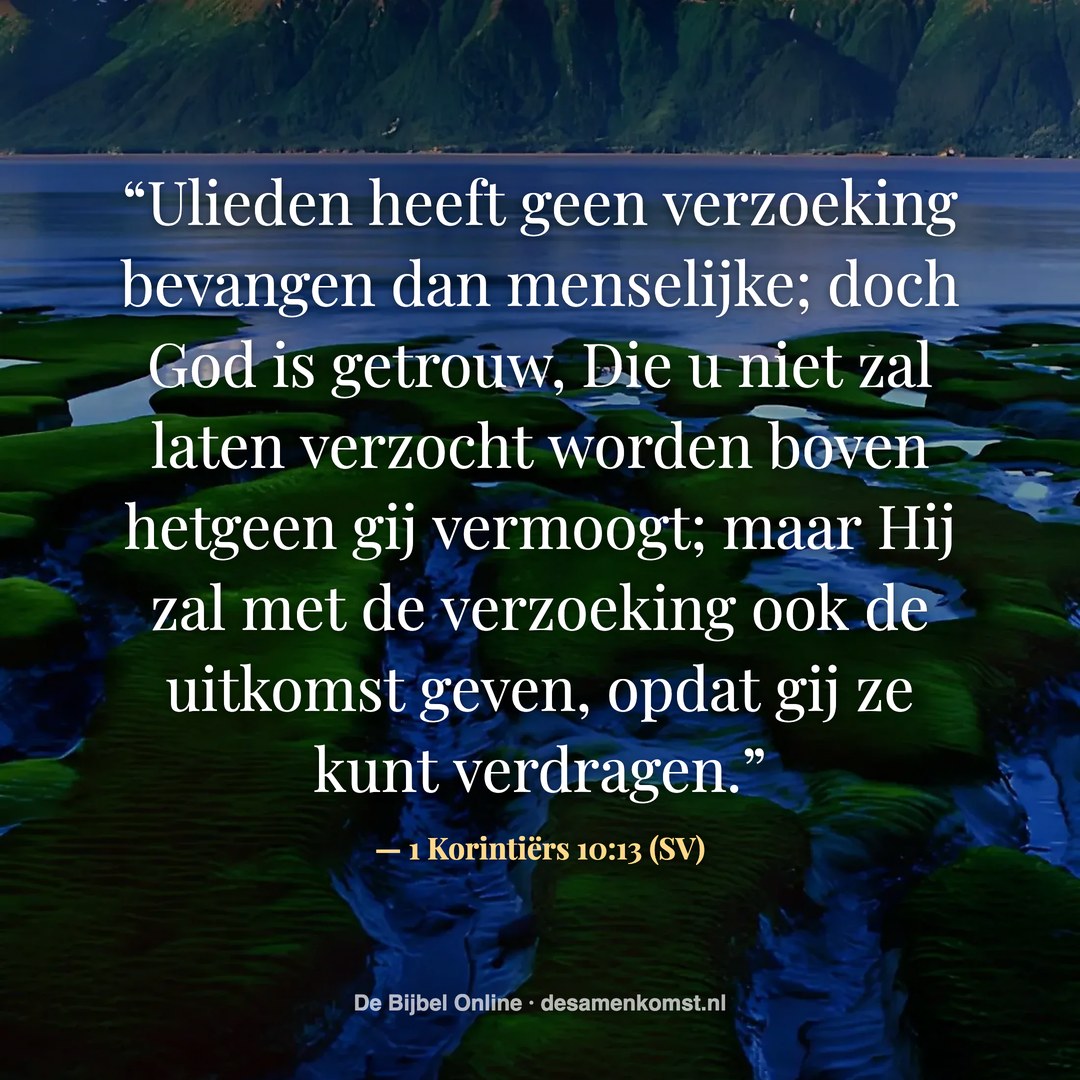 “Ulieden heeft geen verzoeking
bevangen dan menselijke; doch
God is getrouw, Die u niet zal
laten verzocht worden boven
hetgeen gij vermoogt; maar Hij
zal met de verzoeking ook de
uitkomst geven, opdat gij ze
kunt verdragen.”
— 1 Korintiërs 10:13 (SV)
De Bijbel Online · desamenkomst.nl